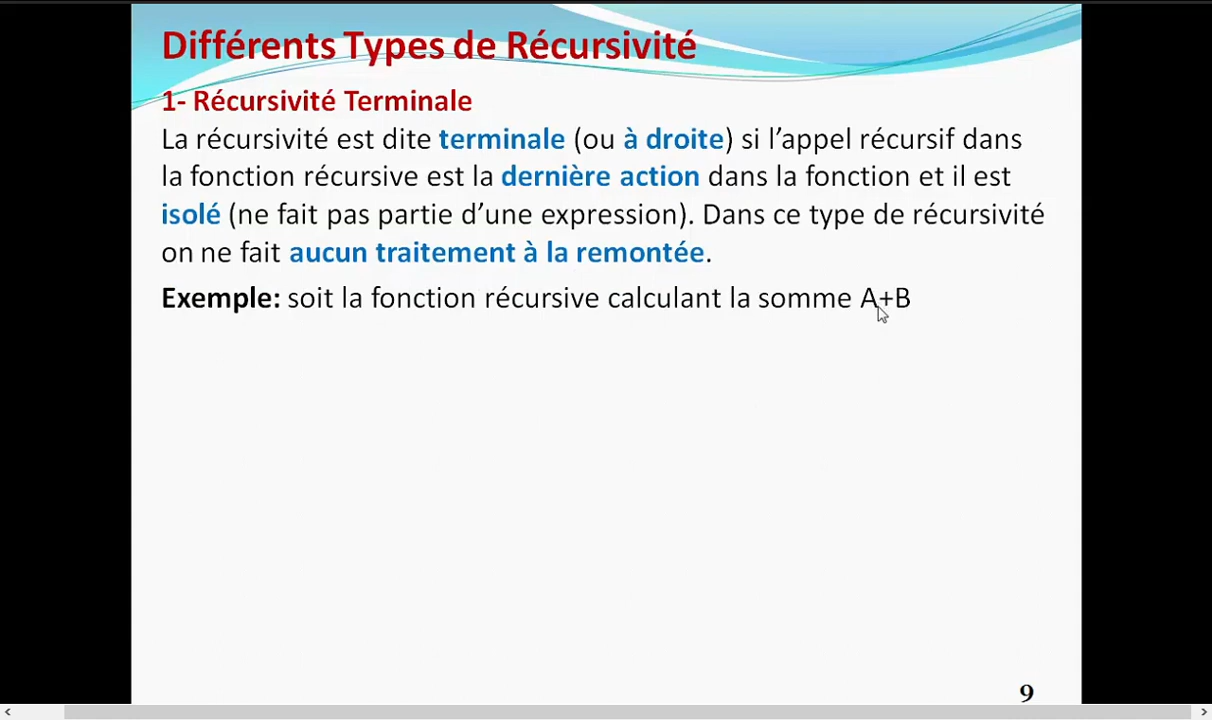 Différents Types de Récursivité
1- Récursivité Terminale
La récursivité est dite terminale (ou à droite) si l’appel récursif dans
la fonction récursive est la dernière action dans la fonction et il est
isolé (ne fait pas partie d’une expression). Dans ce type de récursivité
on ne fait aucun traitement à la remontée.
Exemple: soit la fonction récursive calculant la somme A+B
9